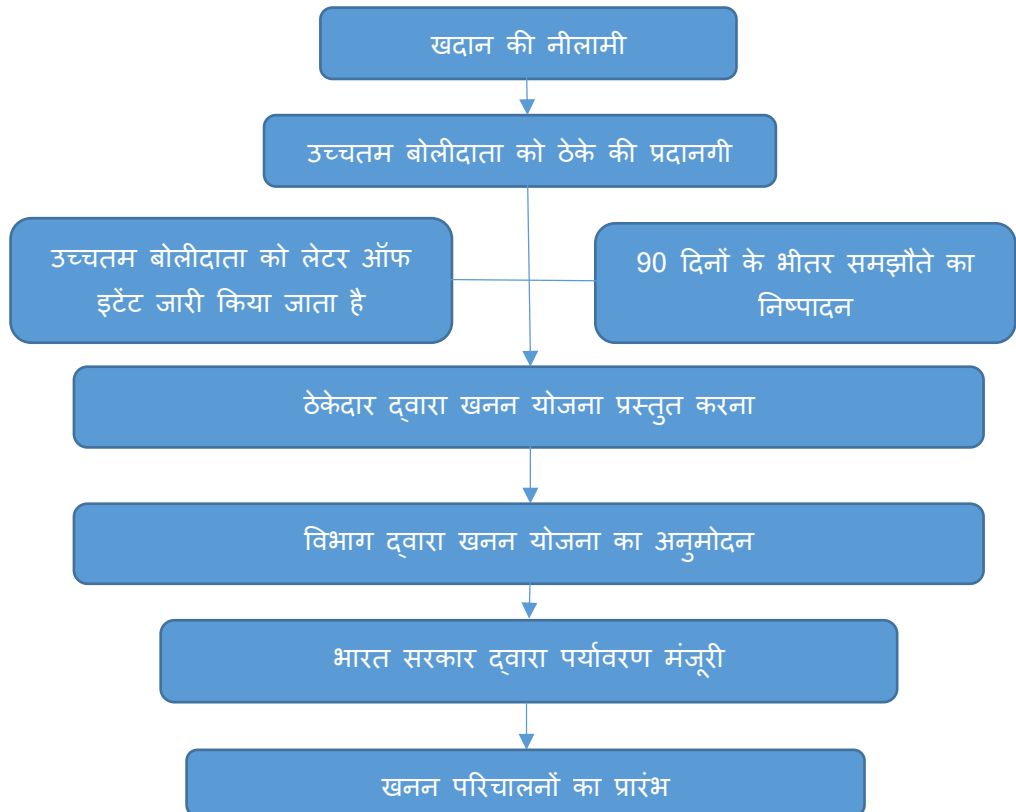 खदान की नीलामी
उच्चतम बोलीदाता को ठेके की प्रदानगी
उच्चतम बोलीदाता को लेटर ऑफ
इटेंट जारी किया जाता है
90 दिनों के भीतर समझौते का
निष्पादन
ठेकेदार द्वारा खनन योजना प्रस्तुत करना
विभाग द्वारा खनन योजना का अनुमोदन
भारत सरकार द्वारा पर्यावरण मंजूरी
खनन परिचालनों का प्रारंभ